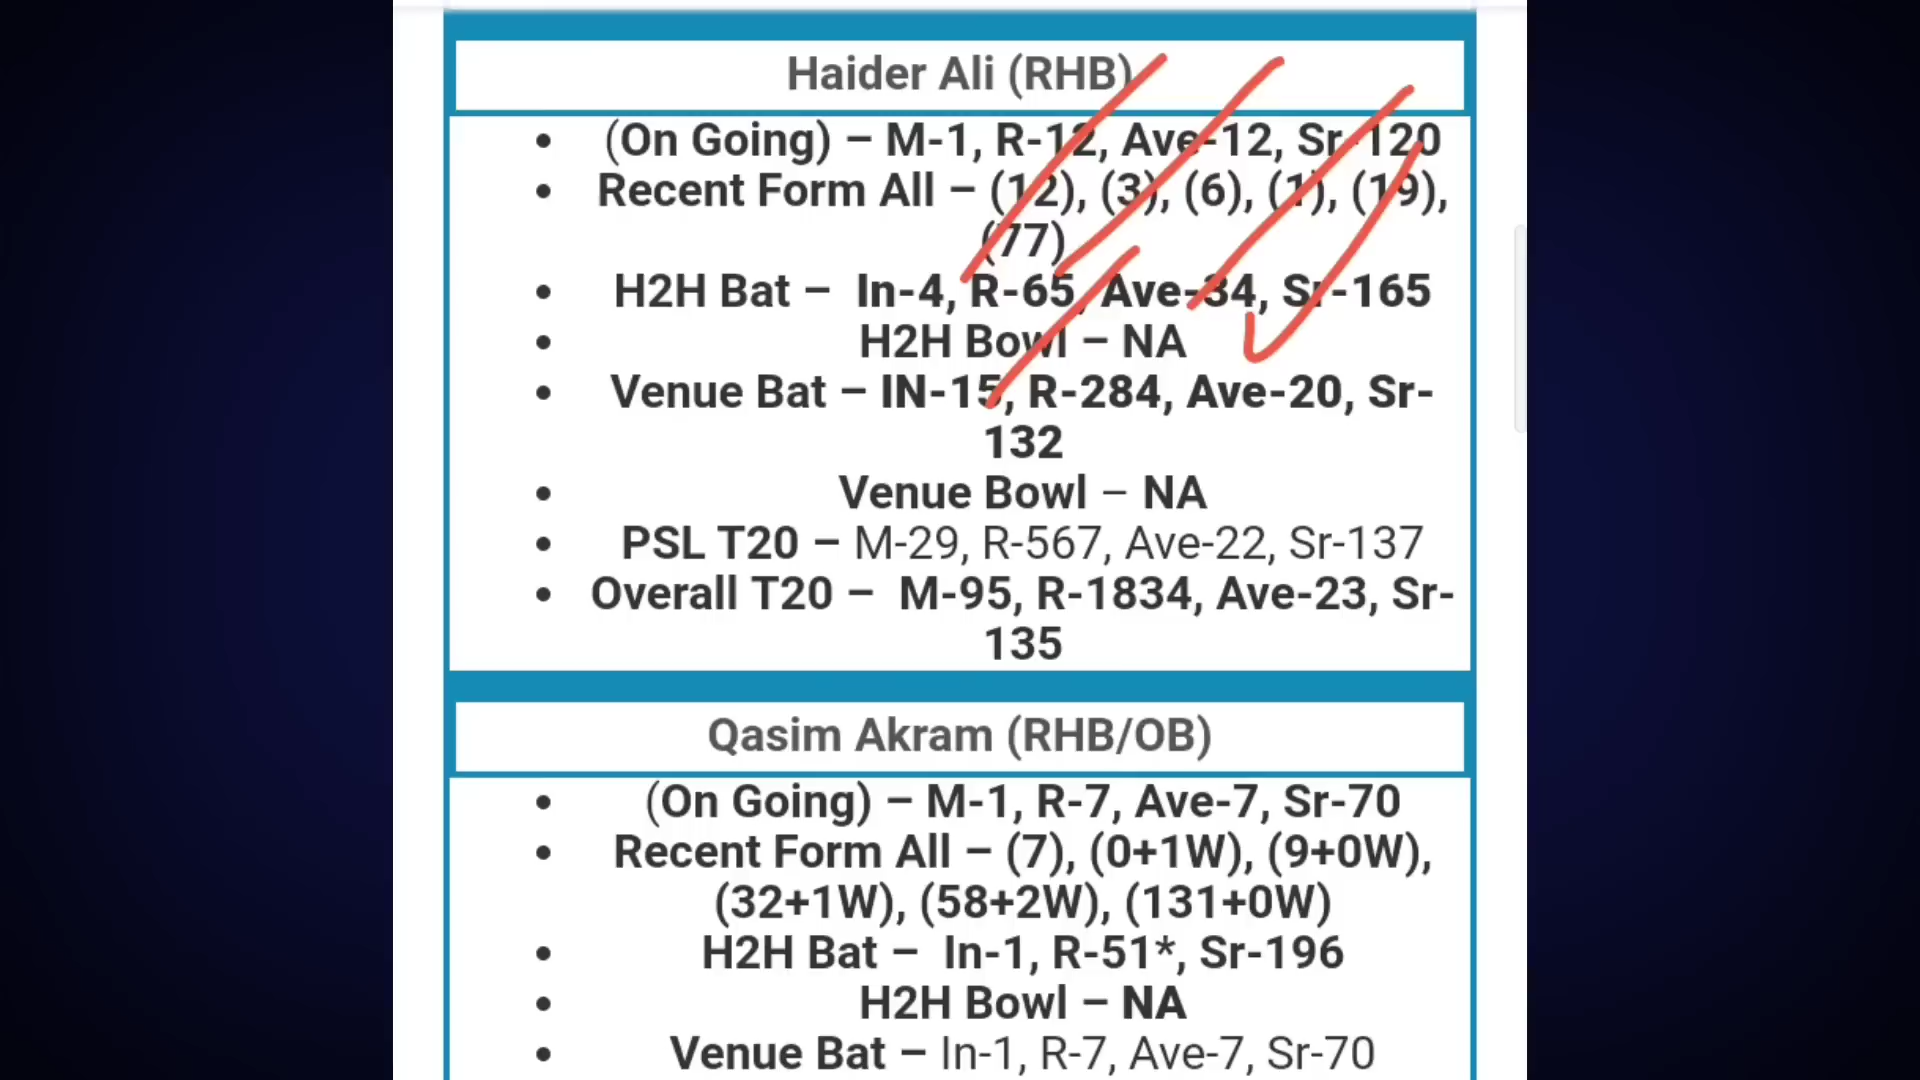 Haider Ali (RHB)
(On Going) – M-1, R-12, Ave-12, Sr-120
Recent Form All – (12), (3), (6), (1), (19),
(77)
H2H Bat – In-4, R-65, Ave-34, Sr-165
H2H Bowl – NA
Venue Bat – IN-15, R-284, Ave-20, Sr-
132
Venue Bowl – NA
PSL T20 – M-29, R-567, Ave-22, Sr-137
Overall T20 – M-95, R-1834, Ave-23, Sr-
135
Qasim Akram (RHB/OB)
(On Going) – M-1, R-7, Ave-7, Sr-70
Recent Form All – (7), (0+1W), (9+0W),
(32+1W), (58+2W), (131+0W)
H2H Bat – In-1, R-51*, Sr-196
H2H Bowl – NA
Venue Bat – In-1, R-7, Ave-7, Sr-70